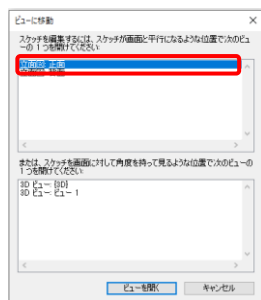 ビューに移動
スケッチを編集するには、スケッチが画面と平行になるような位置で次のビュ
ーの 1 つを開けてください:
立面図: 正面
または、スケッチを画面に対して角度を持って見るような位置で次のビューの
1 つを開けてください:
3D ビュー: {3D}
3D ビュー: ビュー 1
ビューを開く
キャンセル